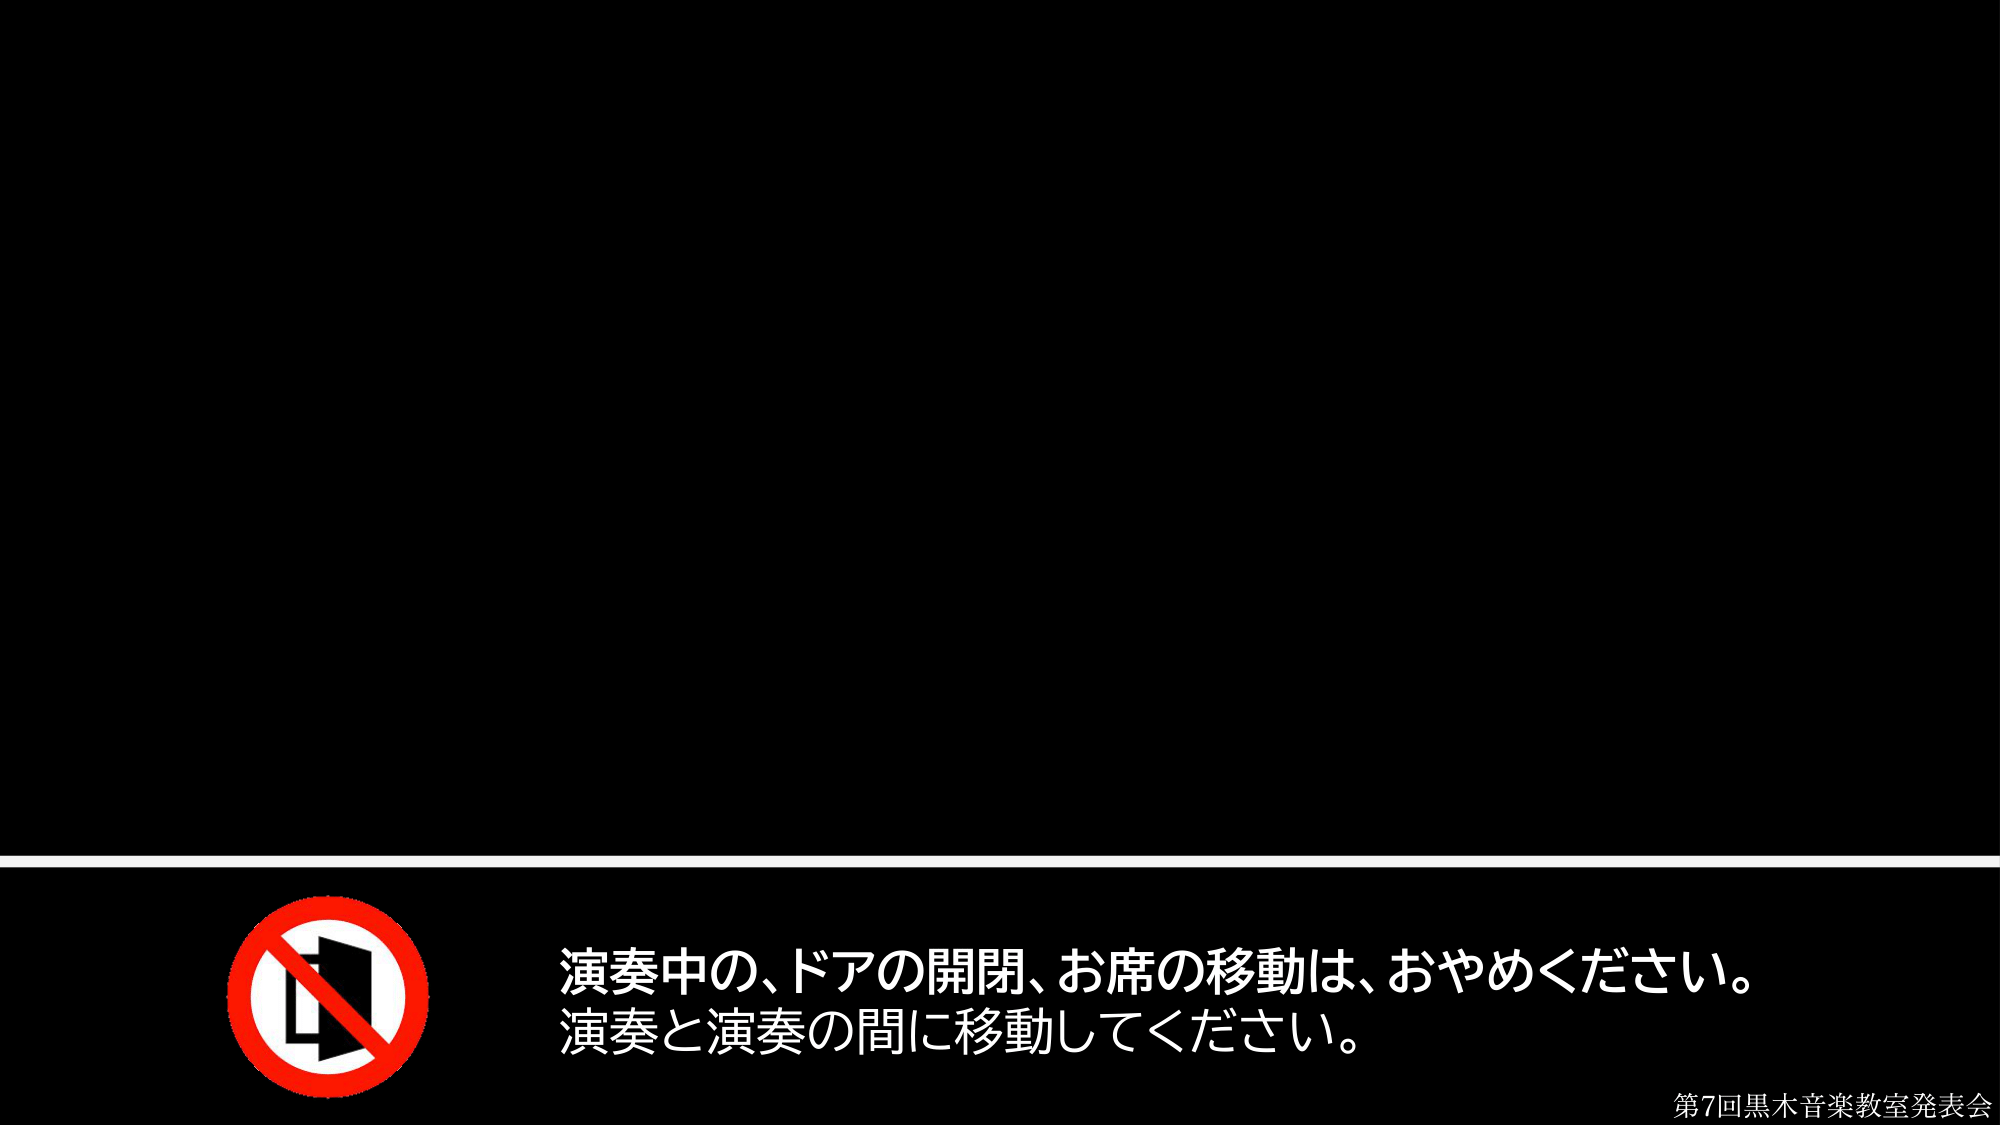 演奏中の、ドアの開閉、お席の移動は、おやめください。
演奏と演奏の間に移動してください。
第7回黒木音楽教室発表会